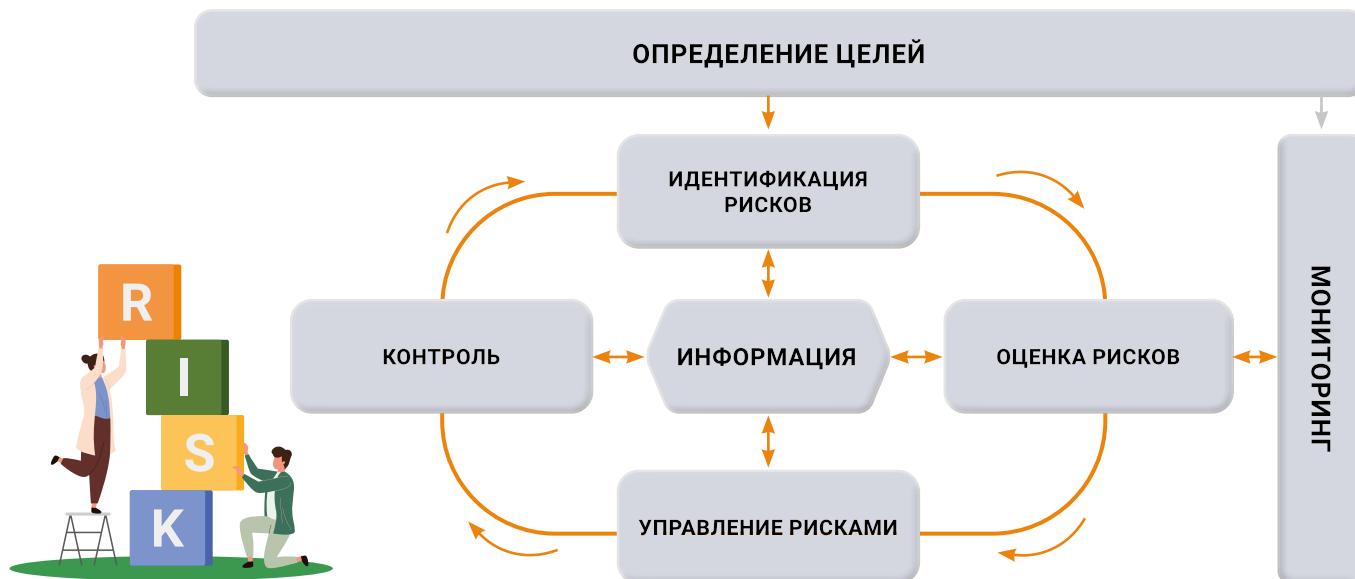 ОПРЕДЕЛЕНИЕ ЦЕЛЕЙ
ИДЕНТИФИКАЦИЯ
РИСКОВ
КОНТРОЛЬ
ИНФОРМАЦИЯ
ОЦЕНКА РИСКОВ
МОНИТОРИНГ
УПРАВЛЕНИЕ РИСКАМИ
R
I
S
K